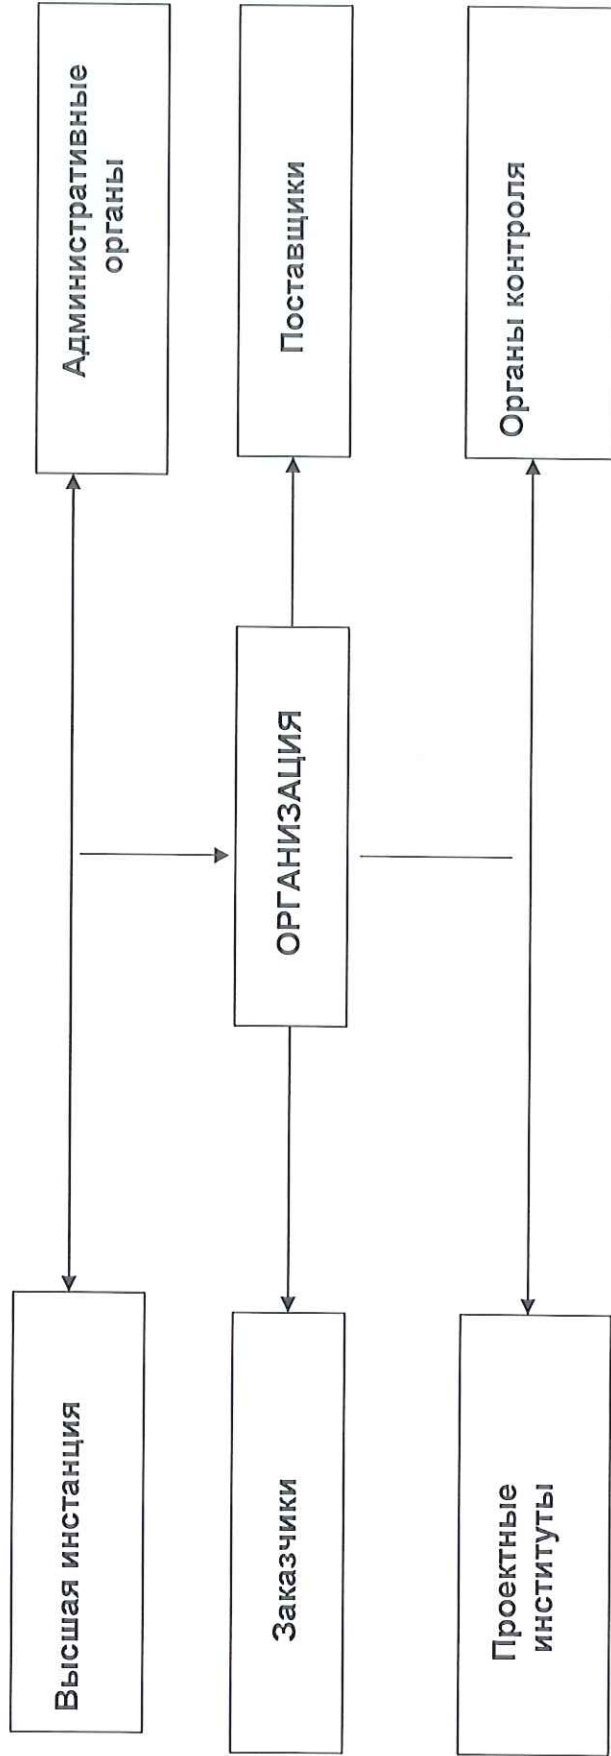 Высшая инстанция
Административные
органы
Заказчики
ОРГАНИЗАЦИЯ
Поставщики
Проектные
институты
Органы контроля